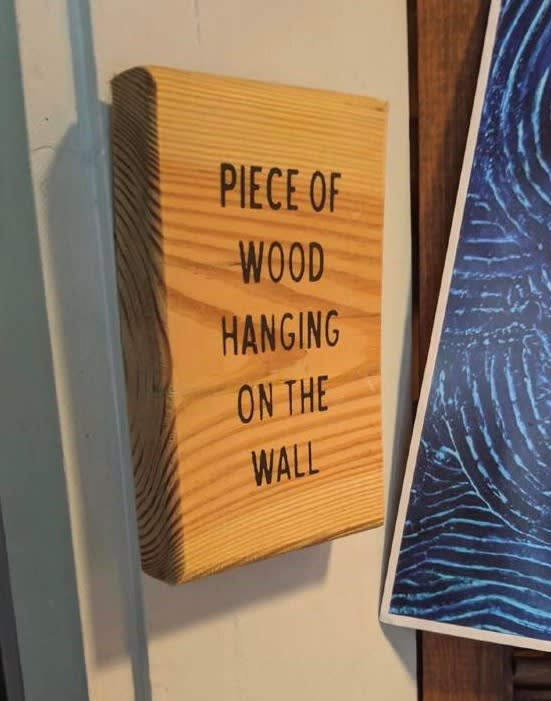 PIECE OF
WOOD
HANGING
ON THE
WALL